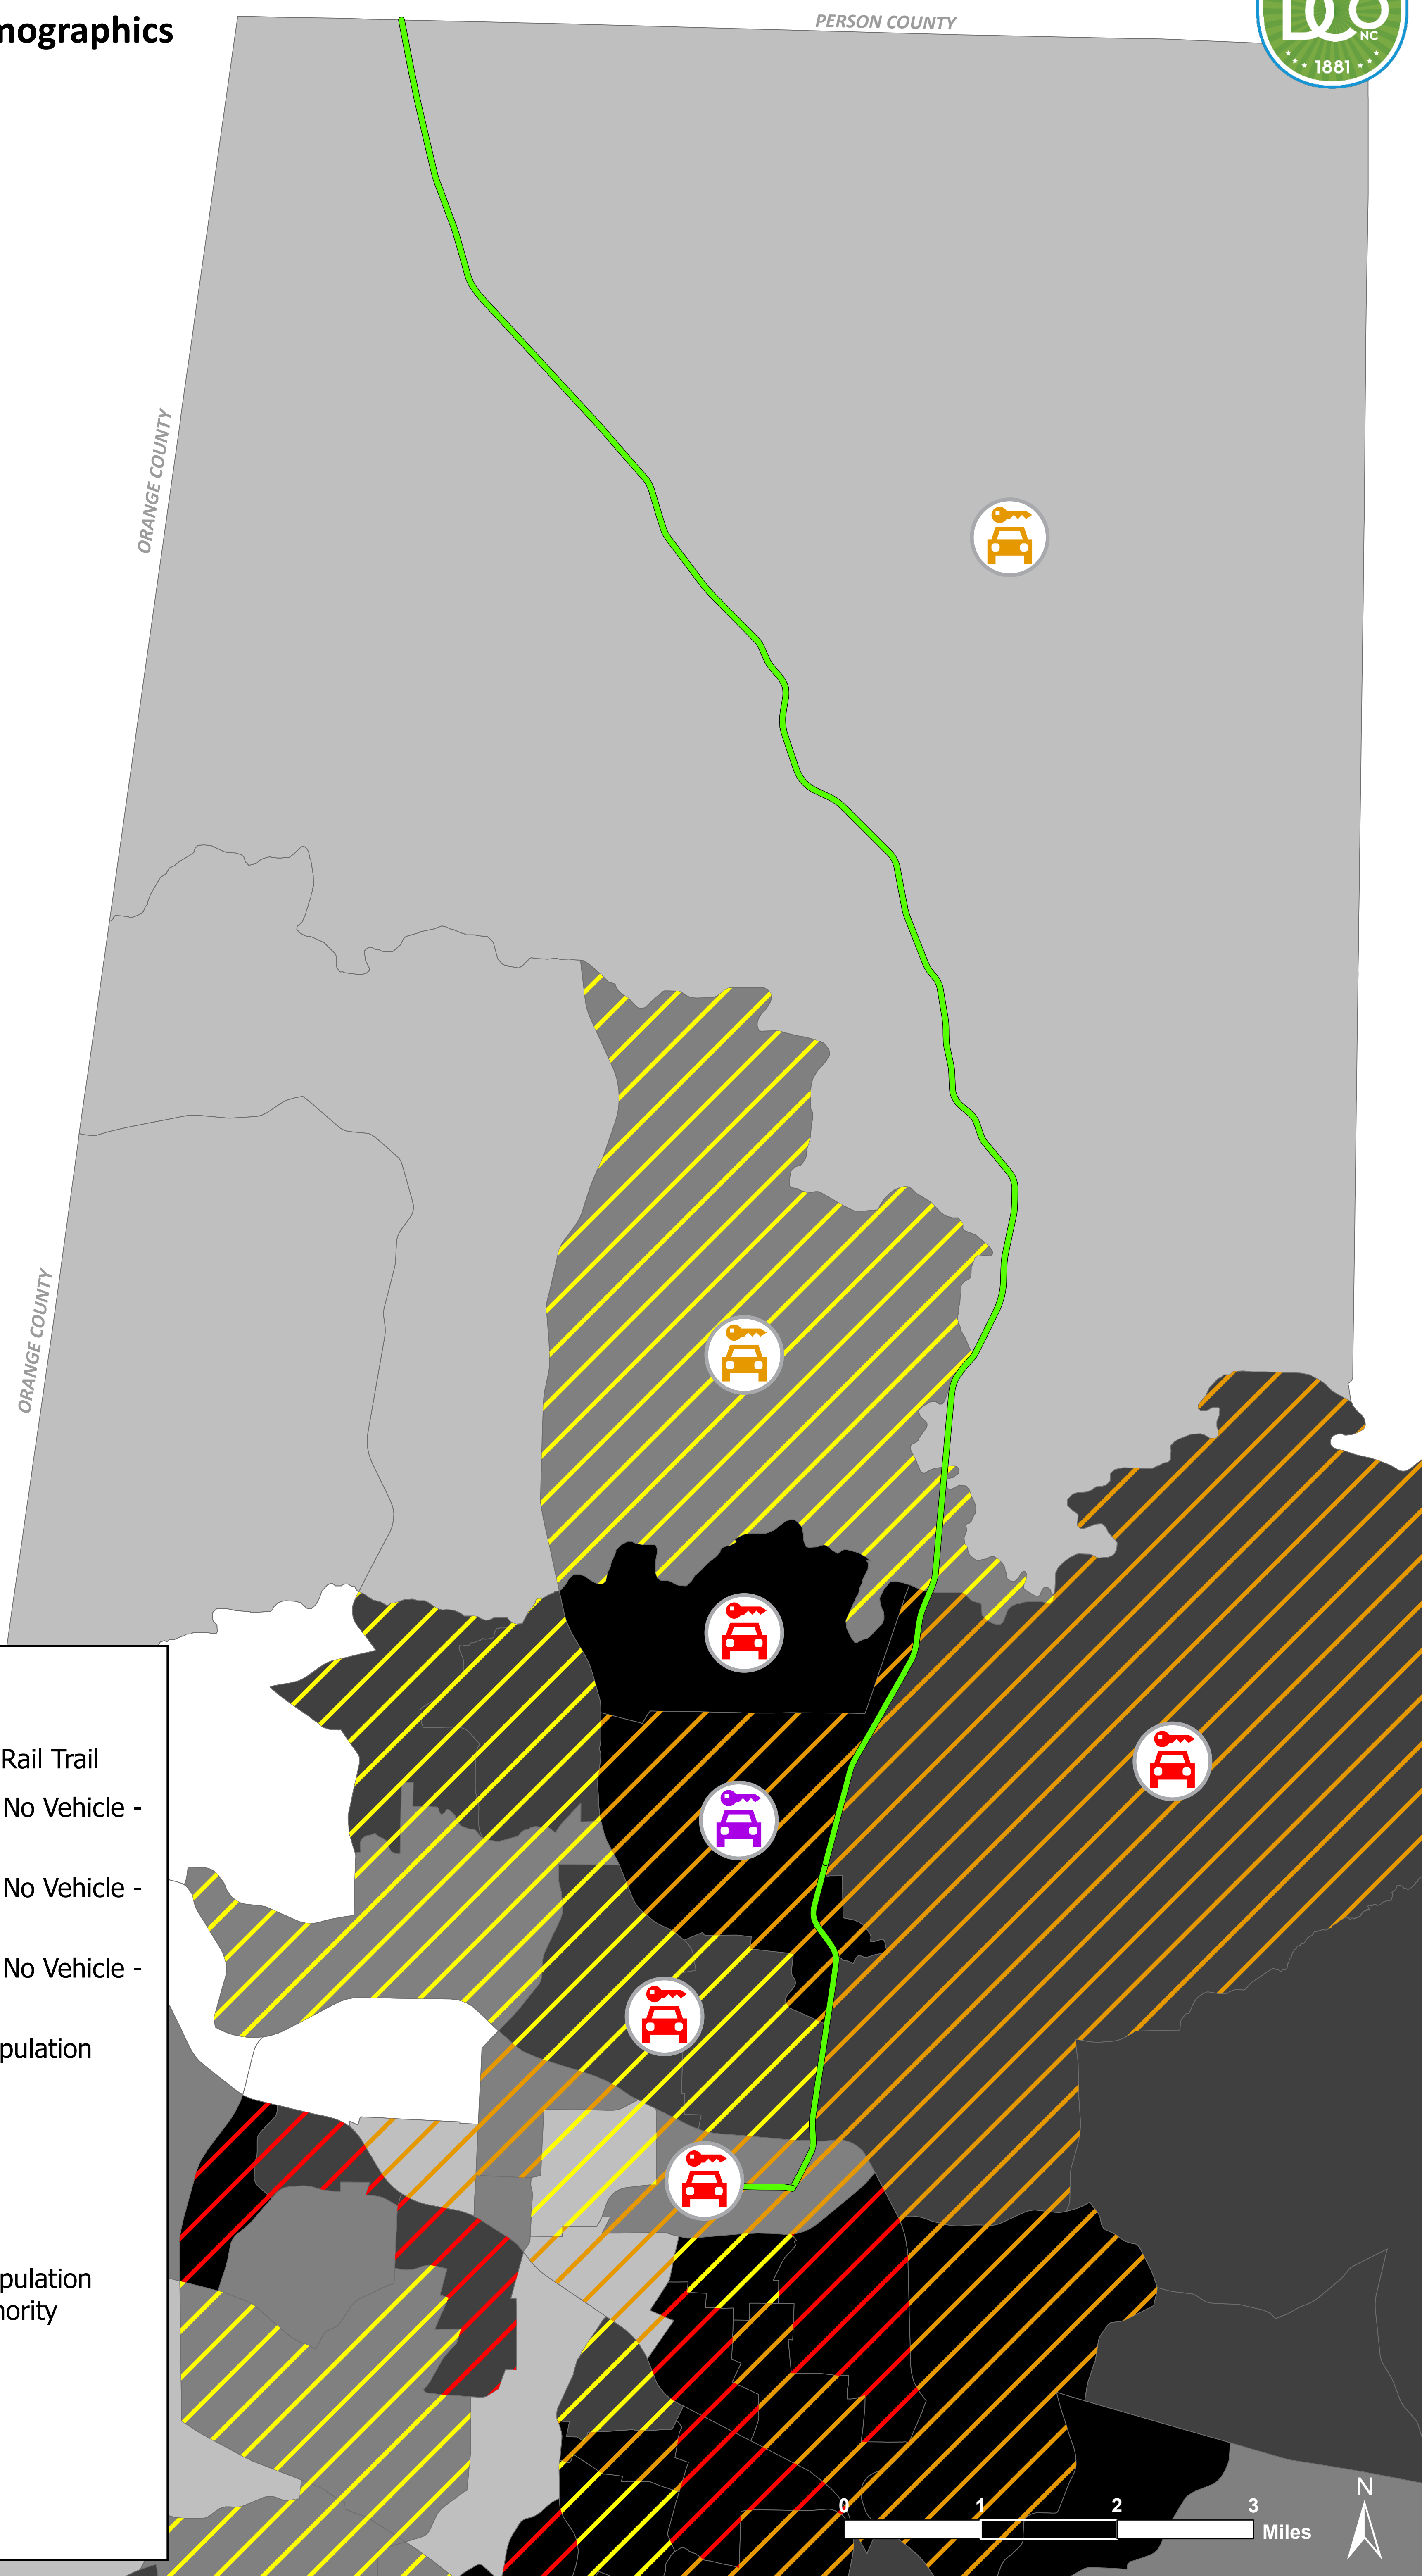 mographics
PERSON COUNTY
DCO
NC
1881
ORANGE COUNTY
ORANGE COUNTY
Rail Trail
No Vehicle -
No Vehicle -
No Vehicle -
pulation
pulation
nority
0 1 2 3
Miles
N